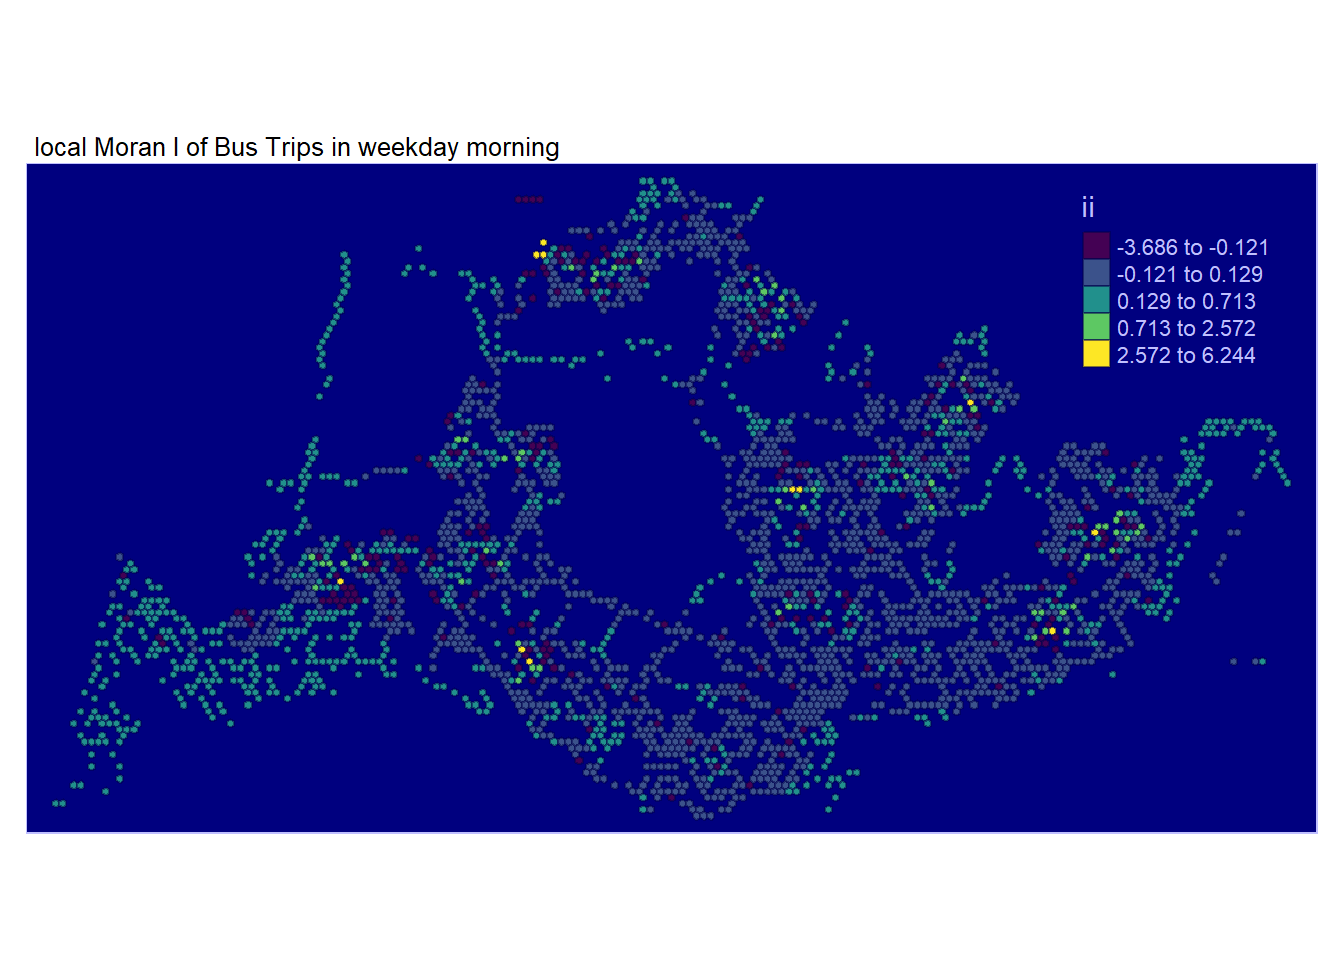 local Moran I of Bus Trips in weekday morning
ii
-3.686 to -0.121
-0.121 to 0.129
0.129 to 0.713
0.713 to 2.572
2.572 to 6.244